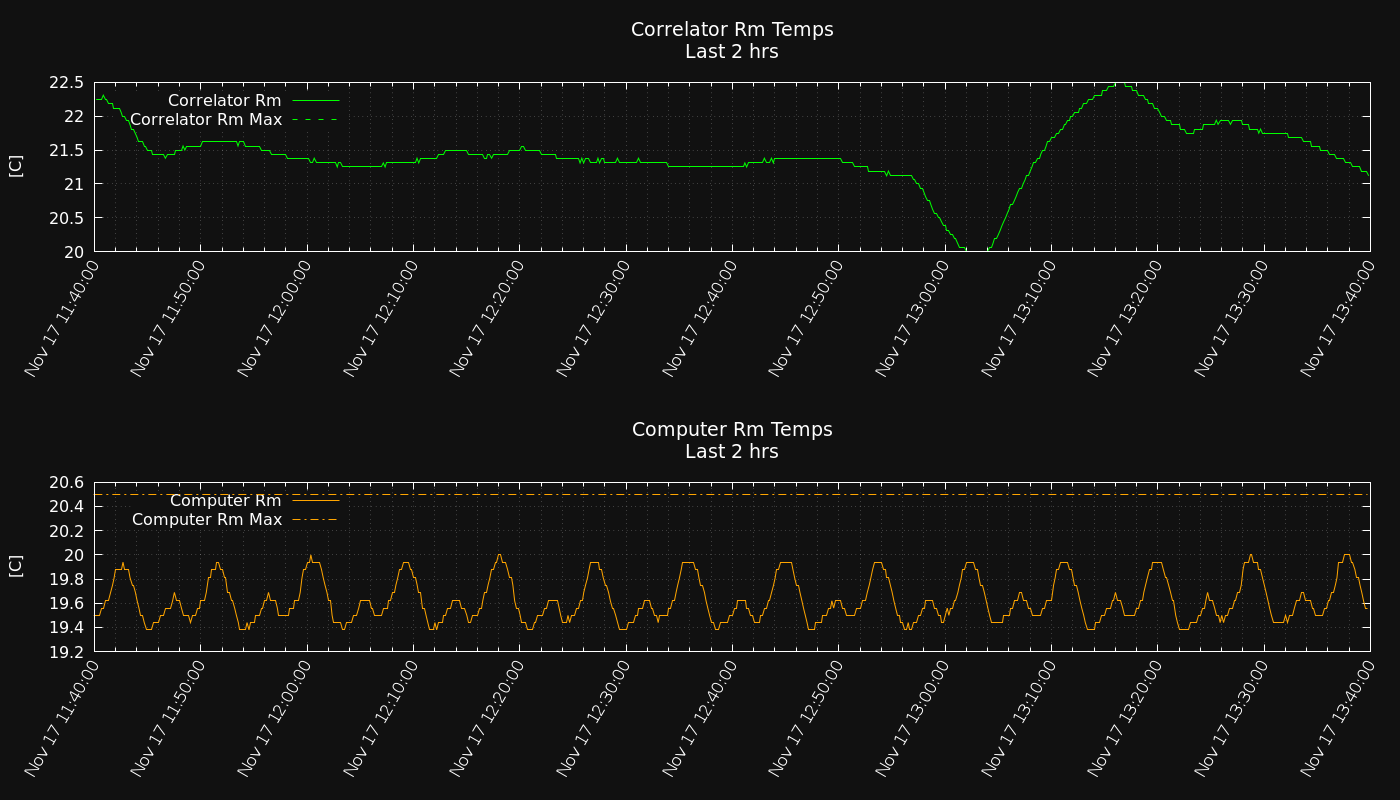 Correlator Rm Temps
Last 2 hrs
[C]
22.5
22
21.5
21
20.5
20
Correlator Rm
Correlator Rm Max
Nov 17 11:40:00
Nov 17 11:50:00
Nov 17 12:00:00
Nov 17 12:10:00
Nov 17 12:20:00
Nov 17 12:30:00
Nov 17 12:40:00
Nov 17 12:50:00
Nov 17 13:00:00
Nov 17 13:10:00
Nov 17 13:20:00
Nov 17 13:30:00
Nov 17 13:40:00
Computer Rm Temps
Last 2 hrs
[C]
20.6
20.4
20.2
20
19.8
19.6
19.4
19.2
Computer Rm
Computer Rm Max
Nov 17 11:40:00
Nov 17 11:50:00
Nov 17 12:00:00
Nov 17 12:10:00
Nov 17 12:20:00
Nov 17 12:30:00
Nov 17 12:40:00
Nov 17 12:50:00
Nov 17 13:00:00
Nov 17 13:10:00
Nov 17 13:20:00
Nov 17 13:30:00
Nov 17 13:40:00